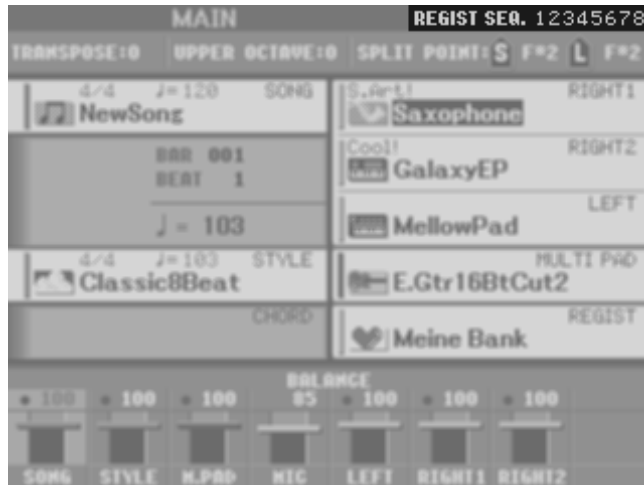 MAIN
REGIST SEQ. 12345678
TRANSPOSE:0 UPPER OCTAVE:0 SPLIT POINT: S F#2 L F#2
4/4 ♩=120 SONG
NewSong
BAR 001
BEAT 1
♩= 103
4/4 ♩=103 STYLE
Classic8Beat
CHORD
S.Art! RIGHT1
Saxophone
Cool! RIGHT2
GalaxyEP
LEFT
MellowPad
MULTI PAD
E.Gtr16BtCut2
REGIST
Meine Bank
BALANCE
100 100 100 85 100 100 100
SONG STYLE M.PAD MIC LEFT RIGHT1 RIGHT2